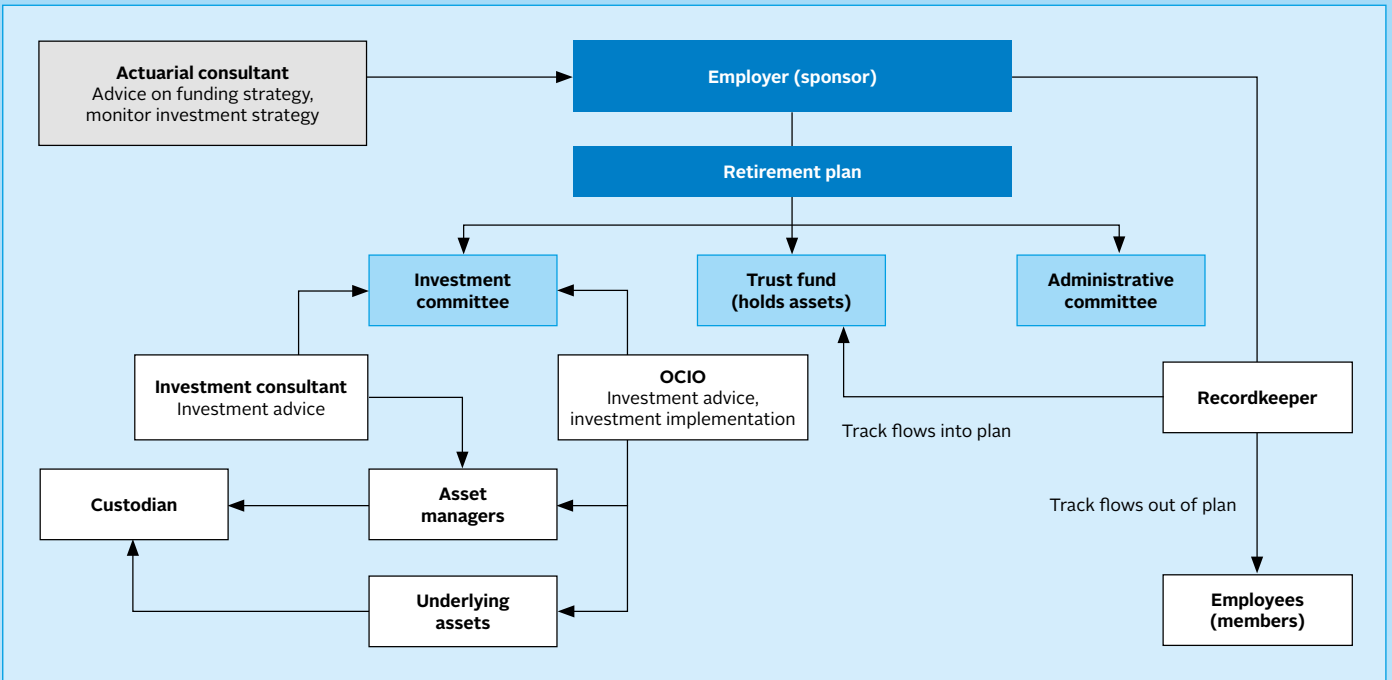 Actuarial consultant
Advice on funding strategy,
monitor investment strategy
Employer (sponsor)
Retirement plan
Investment
committee
Trust fund
(holds assets)
Administrative
committee
Investment consultant
Investment advice
OCIO
Investment advice,
investment implementation
Recordkeeper
Track flows into plan
Custodian
Asset
managers
Track flows out of plan
Underlying
assets
Employees
(members)